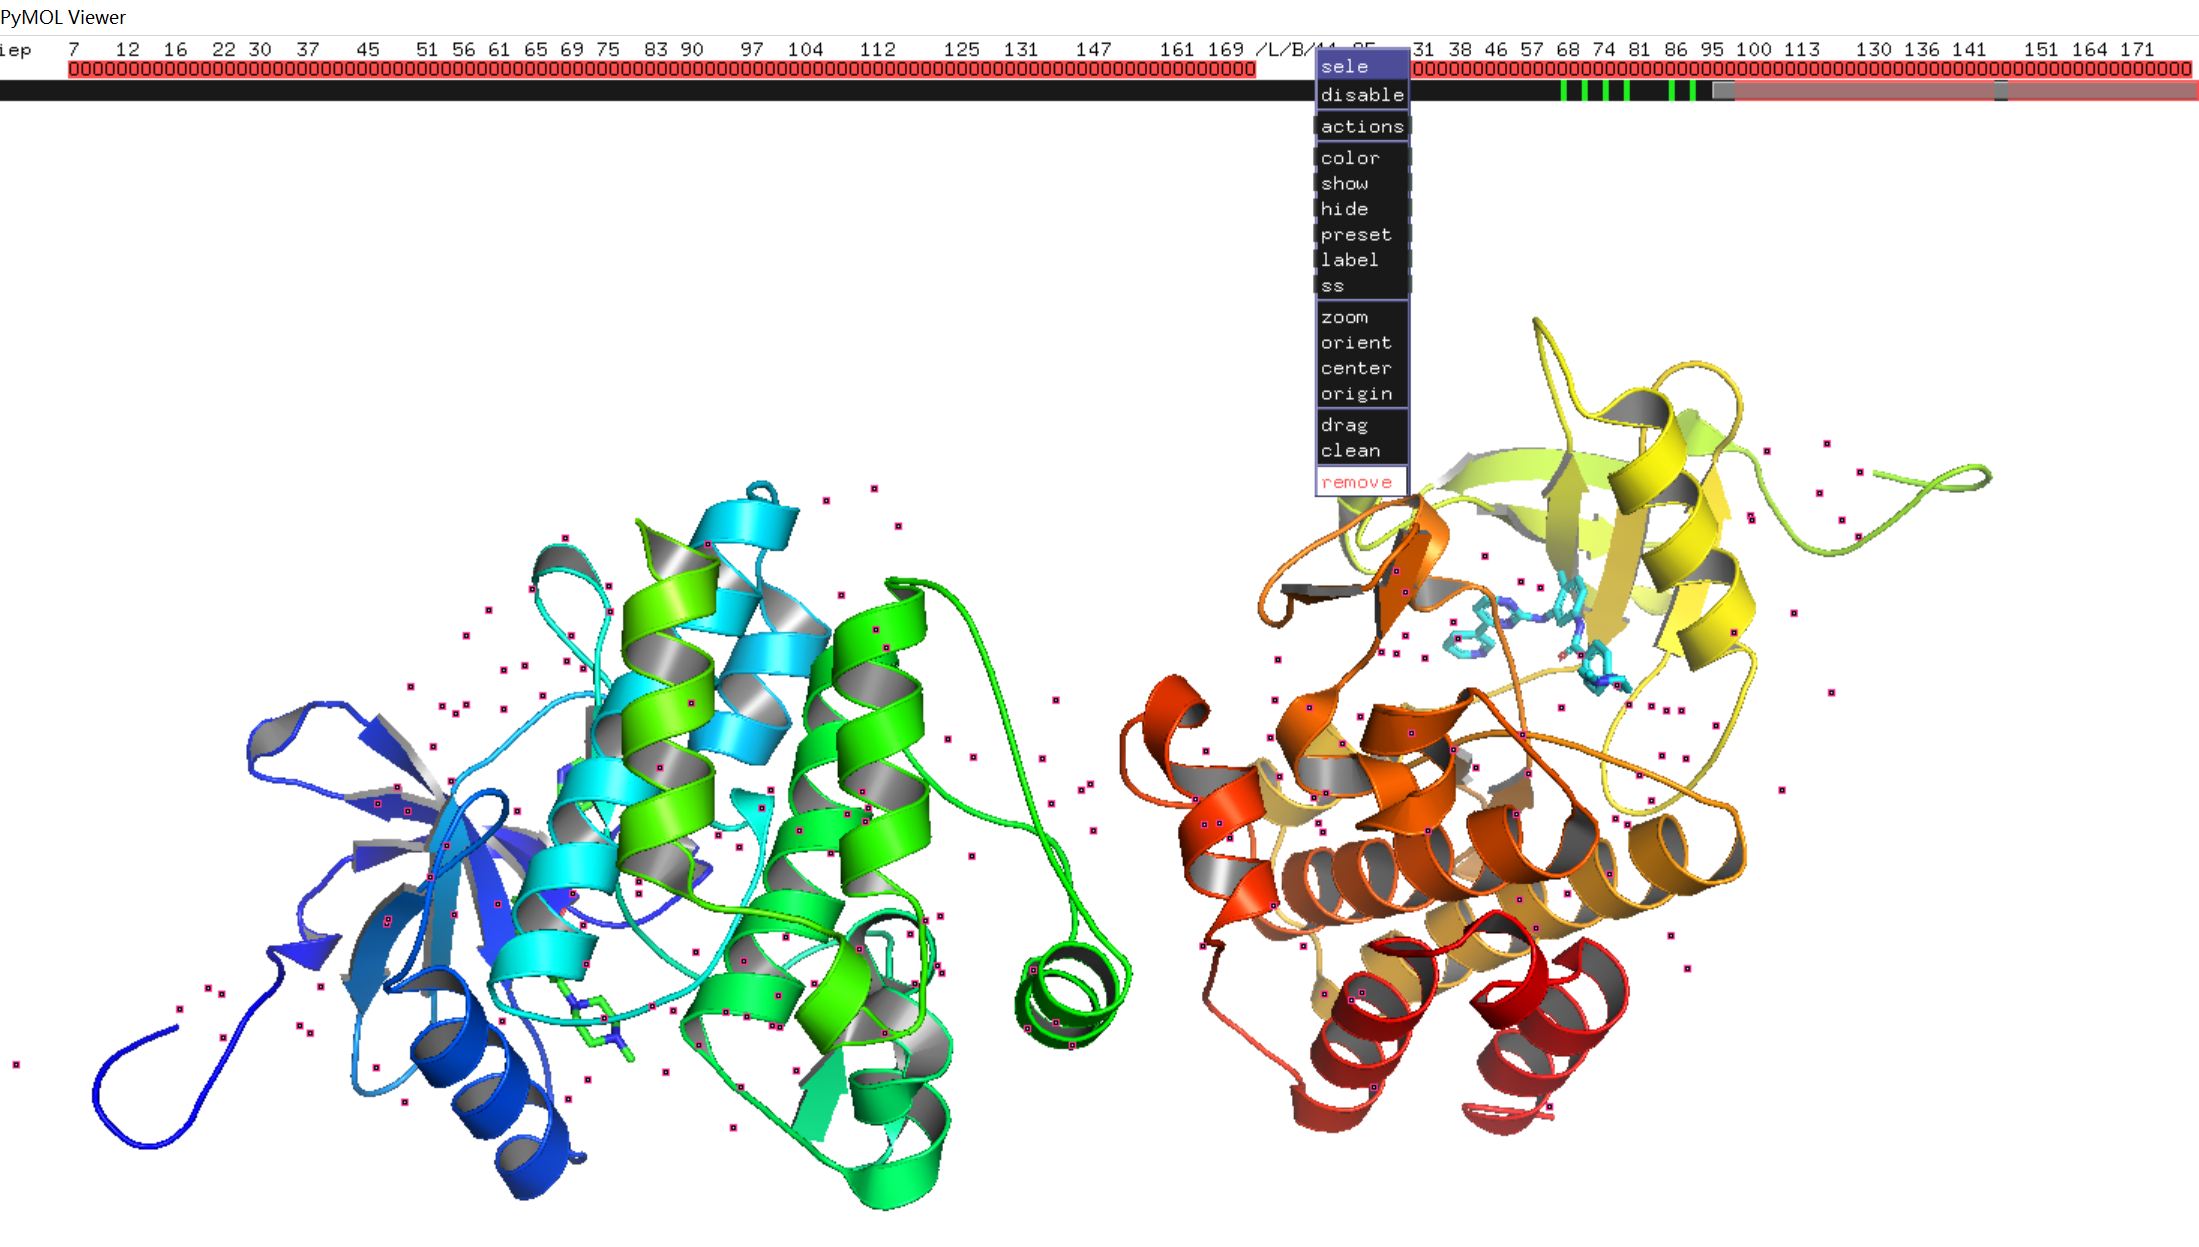 PyMOL Viewer
iep 7 12 16 22 30 37 45 51 56 61 65 69 75 83 90 97 104 112 125 131 147 161 169 /L/B/ 31 38 46 57 68 74 81 86 95 100 113 130 136 141 151 164 171
OOOOOOOOOOOOOOOOOOOOOOOOOOOOOOOOOOOOOOOOOOOOOOOOOOOOOOOOOOOOOOOOOOOOOOOOOOOOOOOOOOOOOOOOOOOOOOOOOOO OOOOOOOOOOOOOOOOOOOOOOOOOOOOOOOOOOOOOOOOOOOOOOOOOOOOOOOOOOOOOOOOO
sele
disable
actions
color
show
hide
preset
label
ss
zoom
orient
center
origin
drag
clean
remove